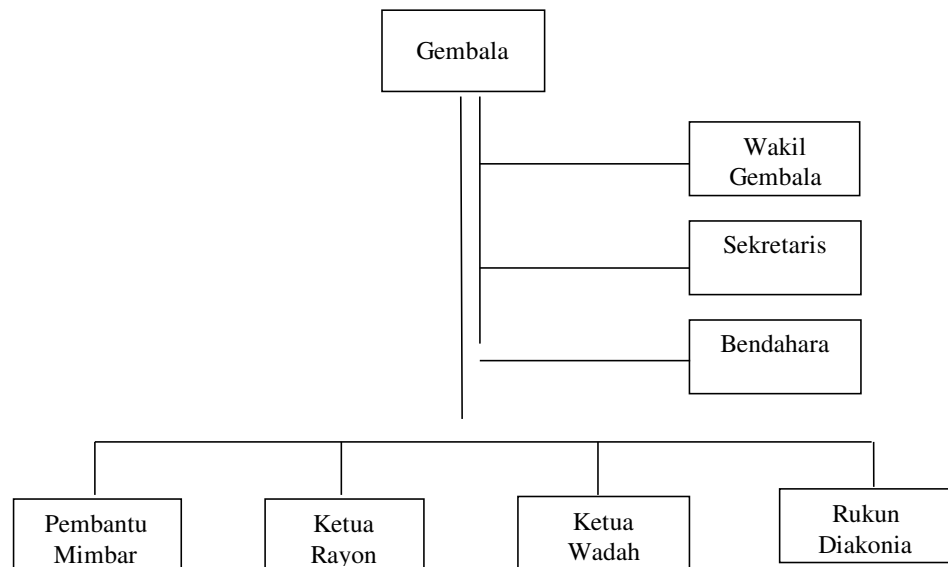 Gembala
Wakil
Gembala
Sekretaris
Bendahara
Pembantu
Mimbar
Ketua
Rayon
Ketua
Wadah
Rukun
Diakonia